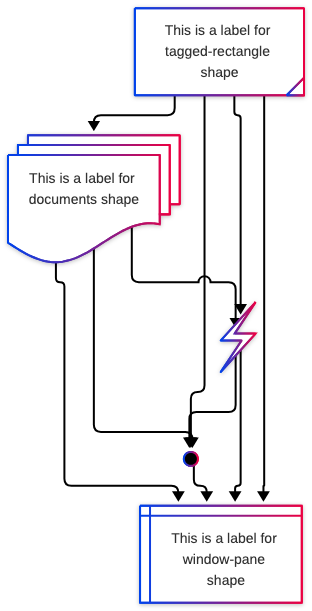 This is a label for
tagged-rectangle
shape
This is a label for
documents shape
This is a label for
window-pane
shape